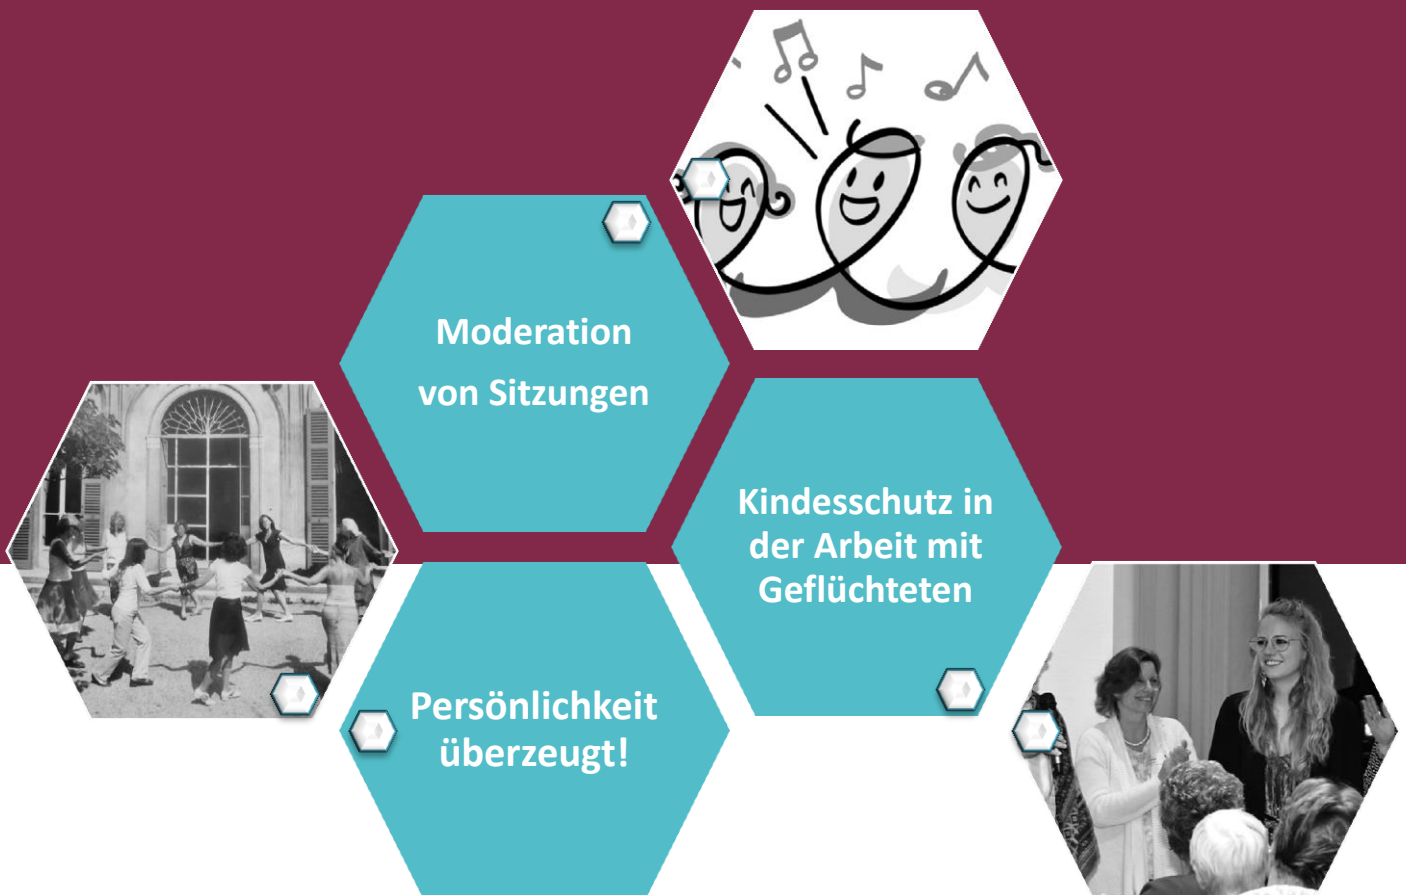 Moderation
von Sitzungen
Kindesschutz in
der Arbeit mit
Geflüchteten
Persönlichkeit
überzeugt!